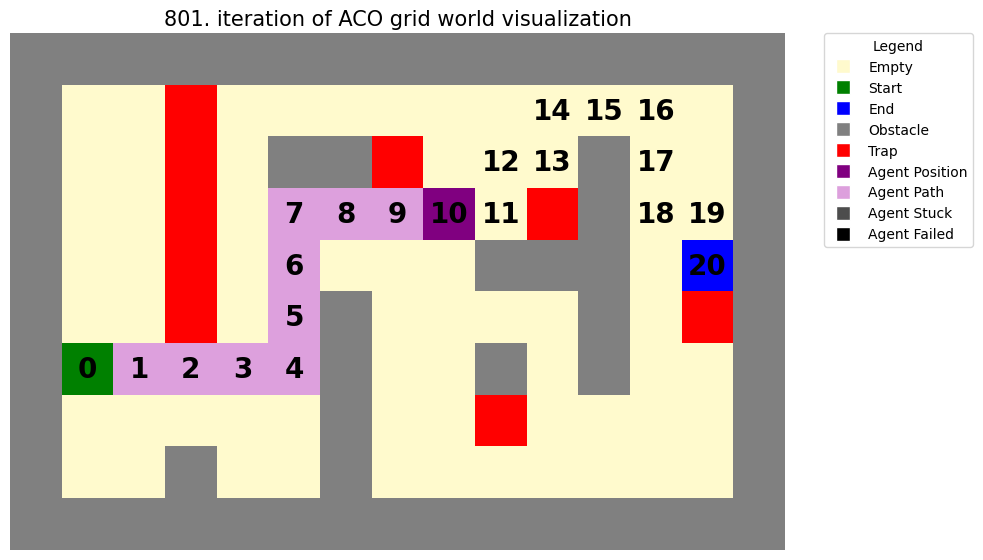 801. iteration of ACO grid world visualization
Legend
Empty
Start
End
Obstacle
Trap
Agent Position
Agent Path
Agent Stuck
Agent Failed
14 15 16
12 13 17
7 8 9 10 11 18 19
6 20
5
0 1 2 3 4